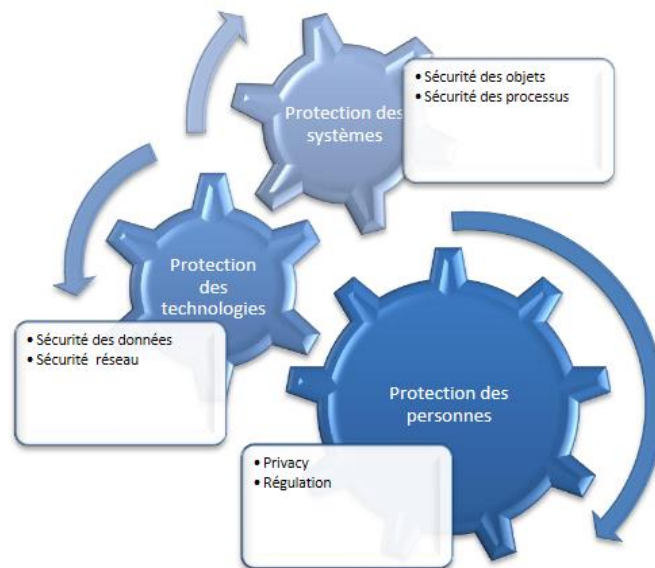 Protection des
systèmes
• Sécurité des objets
• Sécurité des processus
Protection
des
technologies
• Sécurité des données
• Sécurité réseau
Protection des
personnes
• Privacy
• Régulation